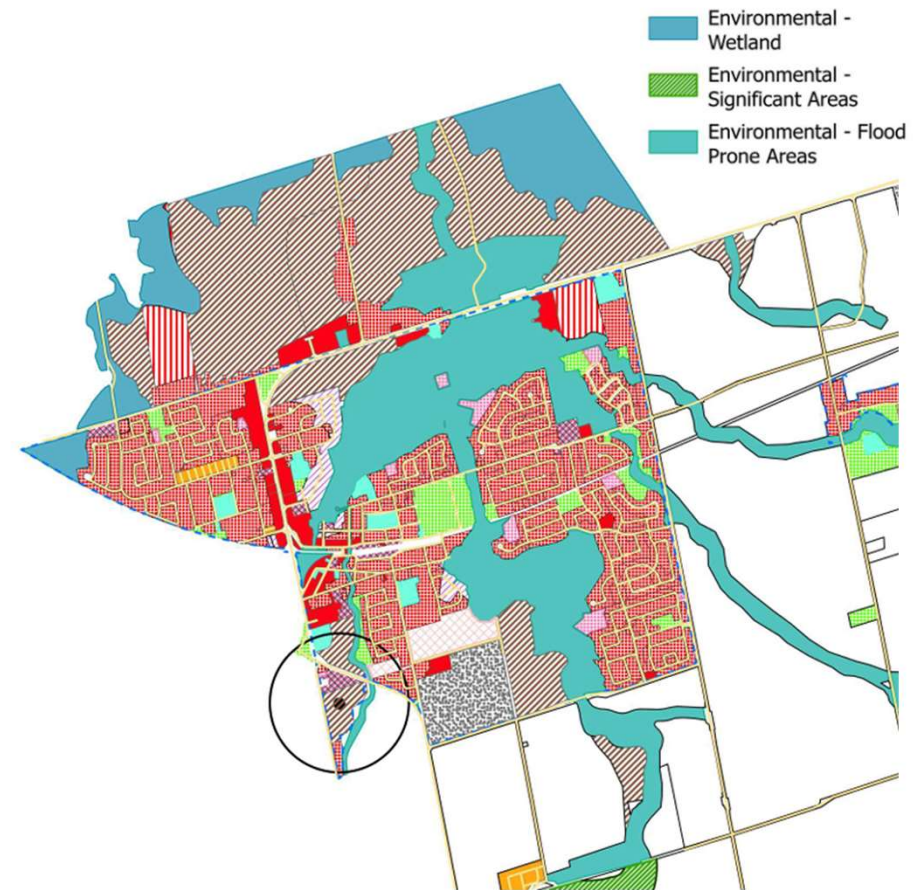 Environmental -
Wetland
Environmental -
Significant Areas
Environmental - Flood
Prone Areas